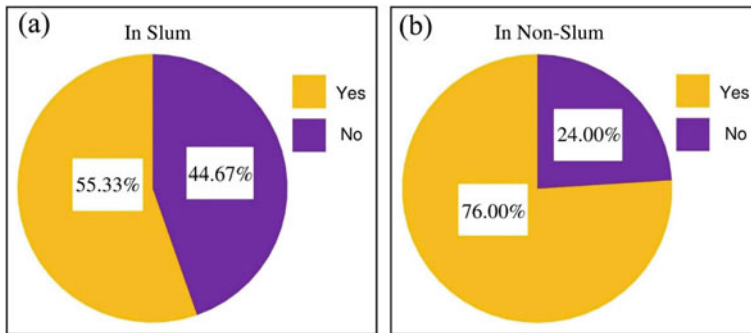 (a)
In Slum
Yes
No
55.33%
44.67%
(b)
In Non-Slum
Yes
No
24.00%
76.00%